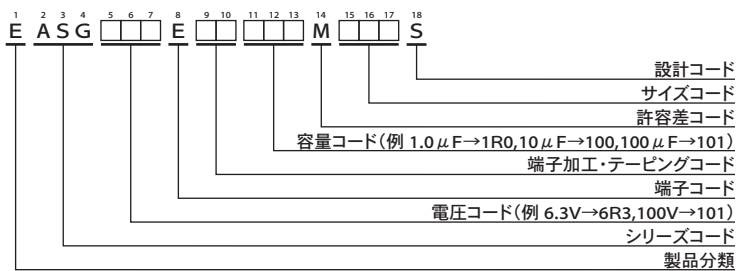 1 2 3 4 5 6 7 8 9 10 11 12 13 14 15 16 17 18
E A S G E M S
設計コード
サイズコード
許容差コード
容量コード(例 1.0μF→1R0,10μF→100,100μF→101)
端子加工・テーピングコード
端子コード
電圧コード(例 6.3V→6R3,100V→101)
シリーズコード
製品分類